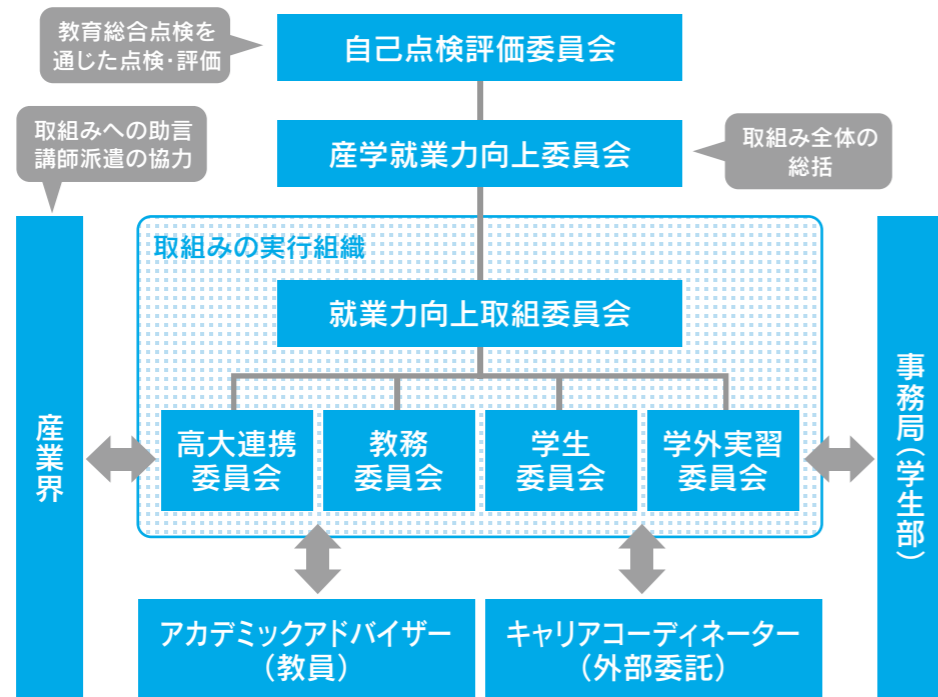 教育総合点検を
通じた点検・評価
自己点検評価委員会
取組みへの助言
講師派遣の協力
産学就業力向上委員会
取組み全体の
総括
取組みの実行組織
就業力向上取組委員会
産業界
高大連携
委員会
教務
委員会
学生
委員会
学外実習
委員会
事務局(学生部)
アカデミックアドバイザー
(教員)
キャリアコーディネーター
(外部委託)